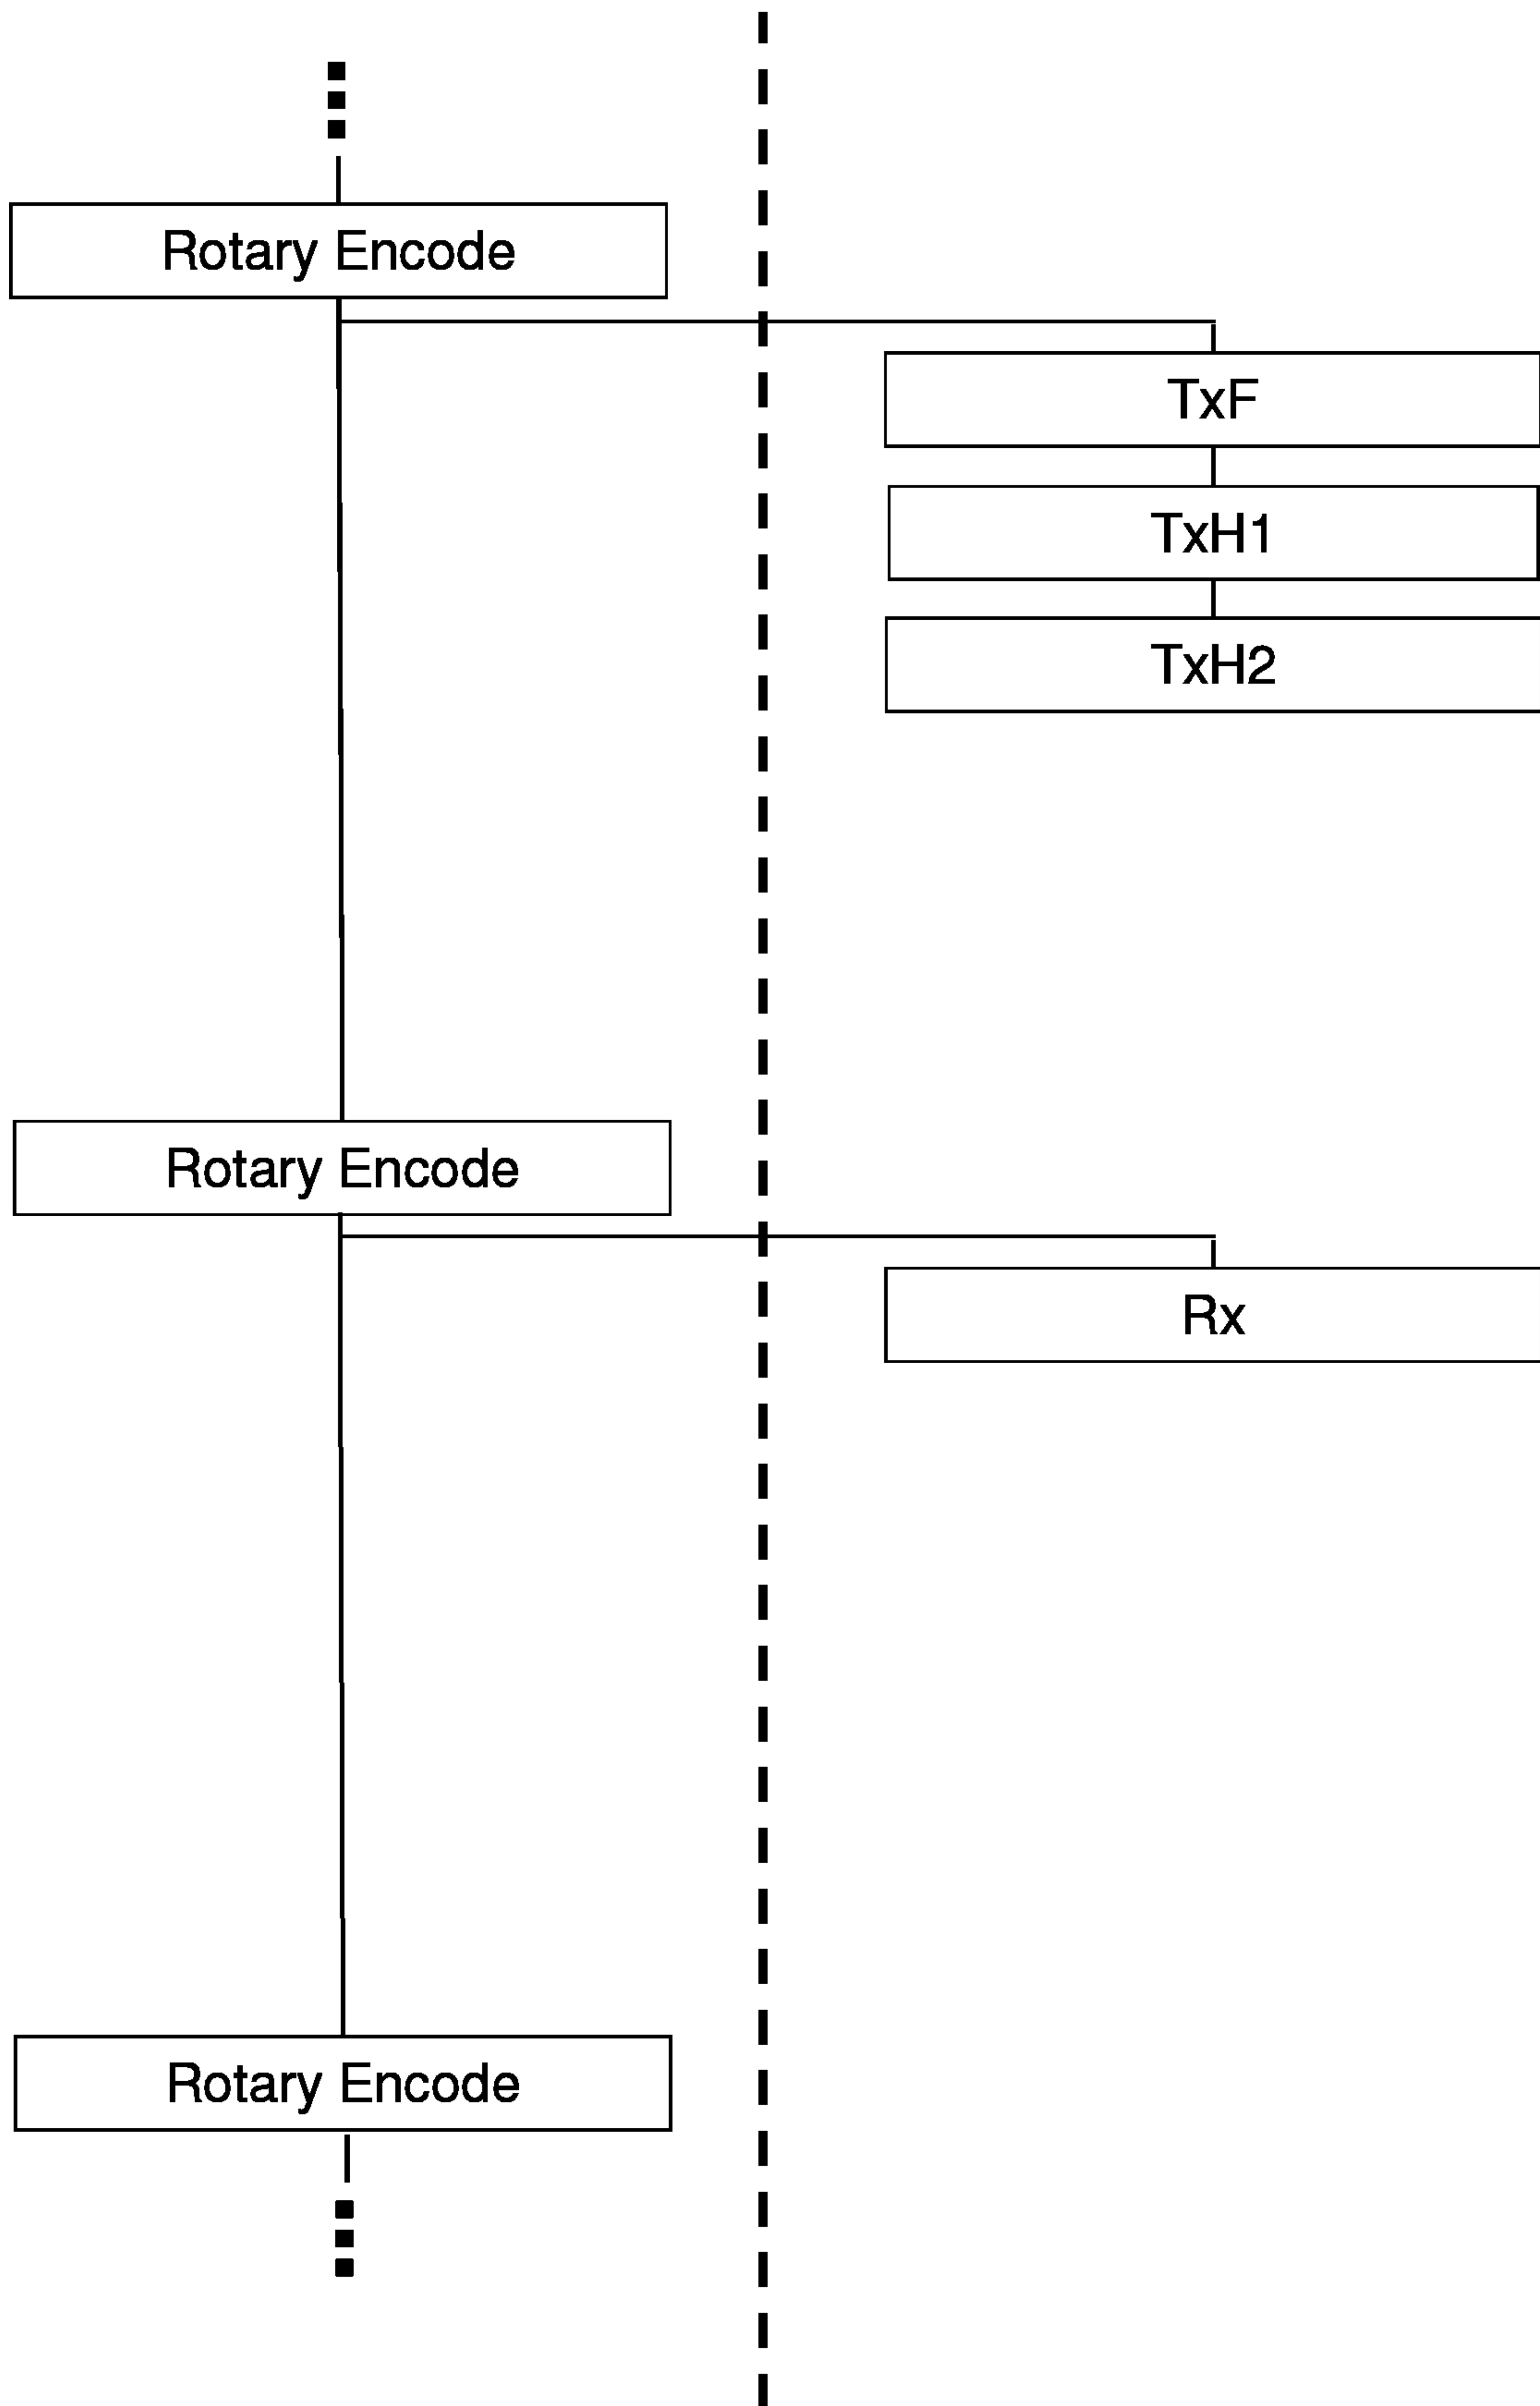 Rotary Encode
TxF
TxH1
TxH2
Rotary Encode
Rx
Rotary Encode